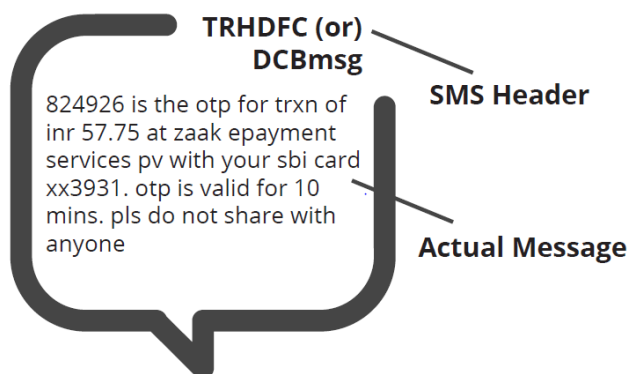 TRHDFC (or)
DCBmsg
SMS Header
824926 is the otp for trxn of
inr 57.75 at zaak epayment
services pv with your sbi card
xx3931. otp is valid for 10
mins. pls do not share with
anyone
Actual Message